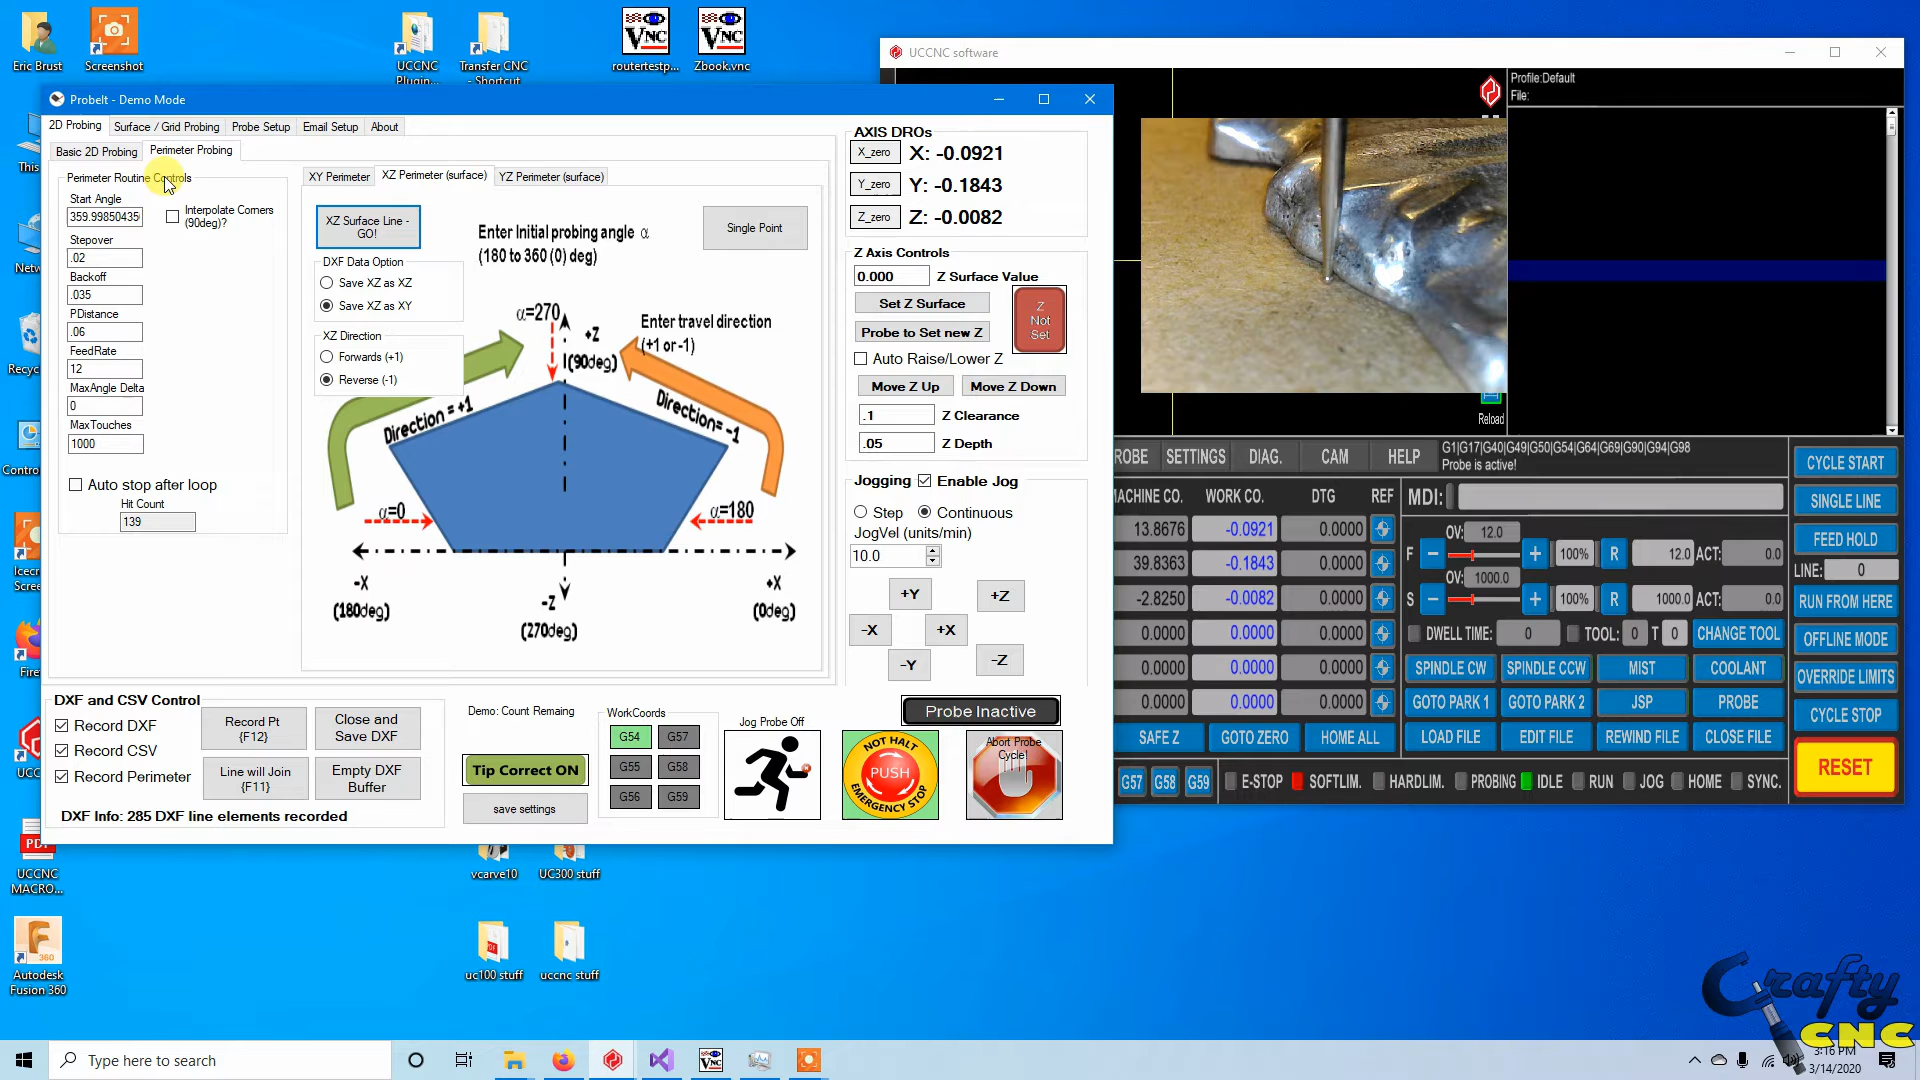 Eric Brust
Screenshot
UCCNC
Plugin...
Transfer CNC
- Shortcut
routertestp...
Zbook.vnc
UCCNC software
Profile:Default
File:
Reload
ProbeIt - Demo Mode
2D Probing
Surface / Grid Probing
Probe Setup
Email Setup
About
Basic 2D Probing
Perimeter Probing
Perimeter Routine Controls
Start Angle
359.998504356
Interpolate Corners
(90deg)?
Stepover
.02
Backoff
.035
PDistance
.06
FeedRate
12
MaxAngle Delta
0
MaxTouches
1000
Auto stop after loop
Hit Count
139
XY Perimeter
XZ Perimeter (surface)
YZ Perimeter (surface)
XZ Surface Line -
GO!
Enter Initial probing angle α
(180 to 360 (0) deg)
Single Point
DXF Data Option
Save XZ as XZ
Save XZ as XY
XZ Direction
Forwards (+1)
Reverse (-1)
α=270
+Z
(90deg)
Enter travel direction
(+1 or -1)
Direction = +1
Direction= -1
α=0
α=180
-X
(180deg)
-Z
(270deg)
+X
(0deg)
AXIS DROs
X_zero
X: -0.0921
Y_zero
Y: -0.1843
Z_zero
Z: -0.0082
Z Axis Controls
0.000
Z Surface Value
Set Z Surface
Probe to Set new Z
Z
Not
Set
Auto Raise/Lower Z
Move Z Up
Move Z Down
.1
Z Clearance
.05
Z Depth
Jogging
Enable Jog
Step
Continuous
JogVel (units/min)
10.0
+Y
+Z
-X
+X
-Y
-Z
DXF and CSV Control
Record DXF
Record CSV
Record Perimeter
Record Pt
{F12}
Close and
Save DXF
Line will Join
{F11}
Empty DXF
Buffer
DXF Info: 285 DXF line elements recorded
Demo: Count Remaing
Tip Correct ON
save settings
WorkCoords
G54
G57
G55
G58
G56
G59
Jog Probe Off
Probe Inactive
NOT HALT
PUSH
EMERGENCY STOP
Abort Probe
Cycle1
OBE
SETTINGS
DIAG.
CAM
HELP
G1|G17|G40|G49|G50|G54|G64|G69|G90|G94|G98
Probe is active!
MACHINE CO.
WORK CO.
DTG
REF
MDI:
13.8676
-0.0921
0.0000
39.8363
-0.1843
0.0000
-2.8250
-0.0082
0.0000
0.0000
0.0000
0.0000
0.0000
0.0000
0.0000
0.0000
0.0000
0.0000
OV:
12.0
F
100%
R
12.0
ACT:
0.0
OV:
1000.0
S
100%
R
1000.0
ACT:
0.0
DWELL TIME:
0
TOOL:
0
T
0
CHANGE TOOL
SPINDLE CW
SPINDLE CCW
MIST
COOLANT
GOTO PARK 1
GOTO PARK 2
JSP
PROBE
SAFE Z
GOTO ZERO
HOME ALL
LOAD FILE
EDIT FILE
REWIND FILE
CLOSE FILE
G57
G58
G59
E-STOP
SOFTLIM.
HARDLIM.
PROBING
IDLE
RUN
JOG
HOME
SYNC.
CYCLE START
SINGLE LINE
FEED HOLD
LINE:
0
RUN FROM HERE
OFFLINE MODE
OVERRIDE LIMITS
CYCLE STOP
RESET
This
Netw
Recyc
Contro
Icecr
Scree
Firef
UCC
UCCNC
MACRO...
vcarve10
UC300 stuff
Autodesk
Fusion 360
uc100 stuff
uccnc stuff
Crafty
CNC
Type here to search
3:16 PM
3/14/2020